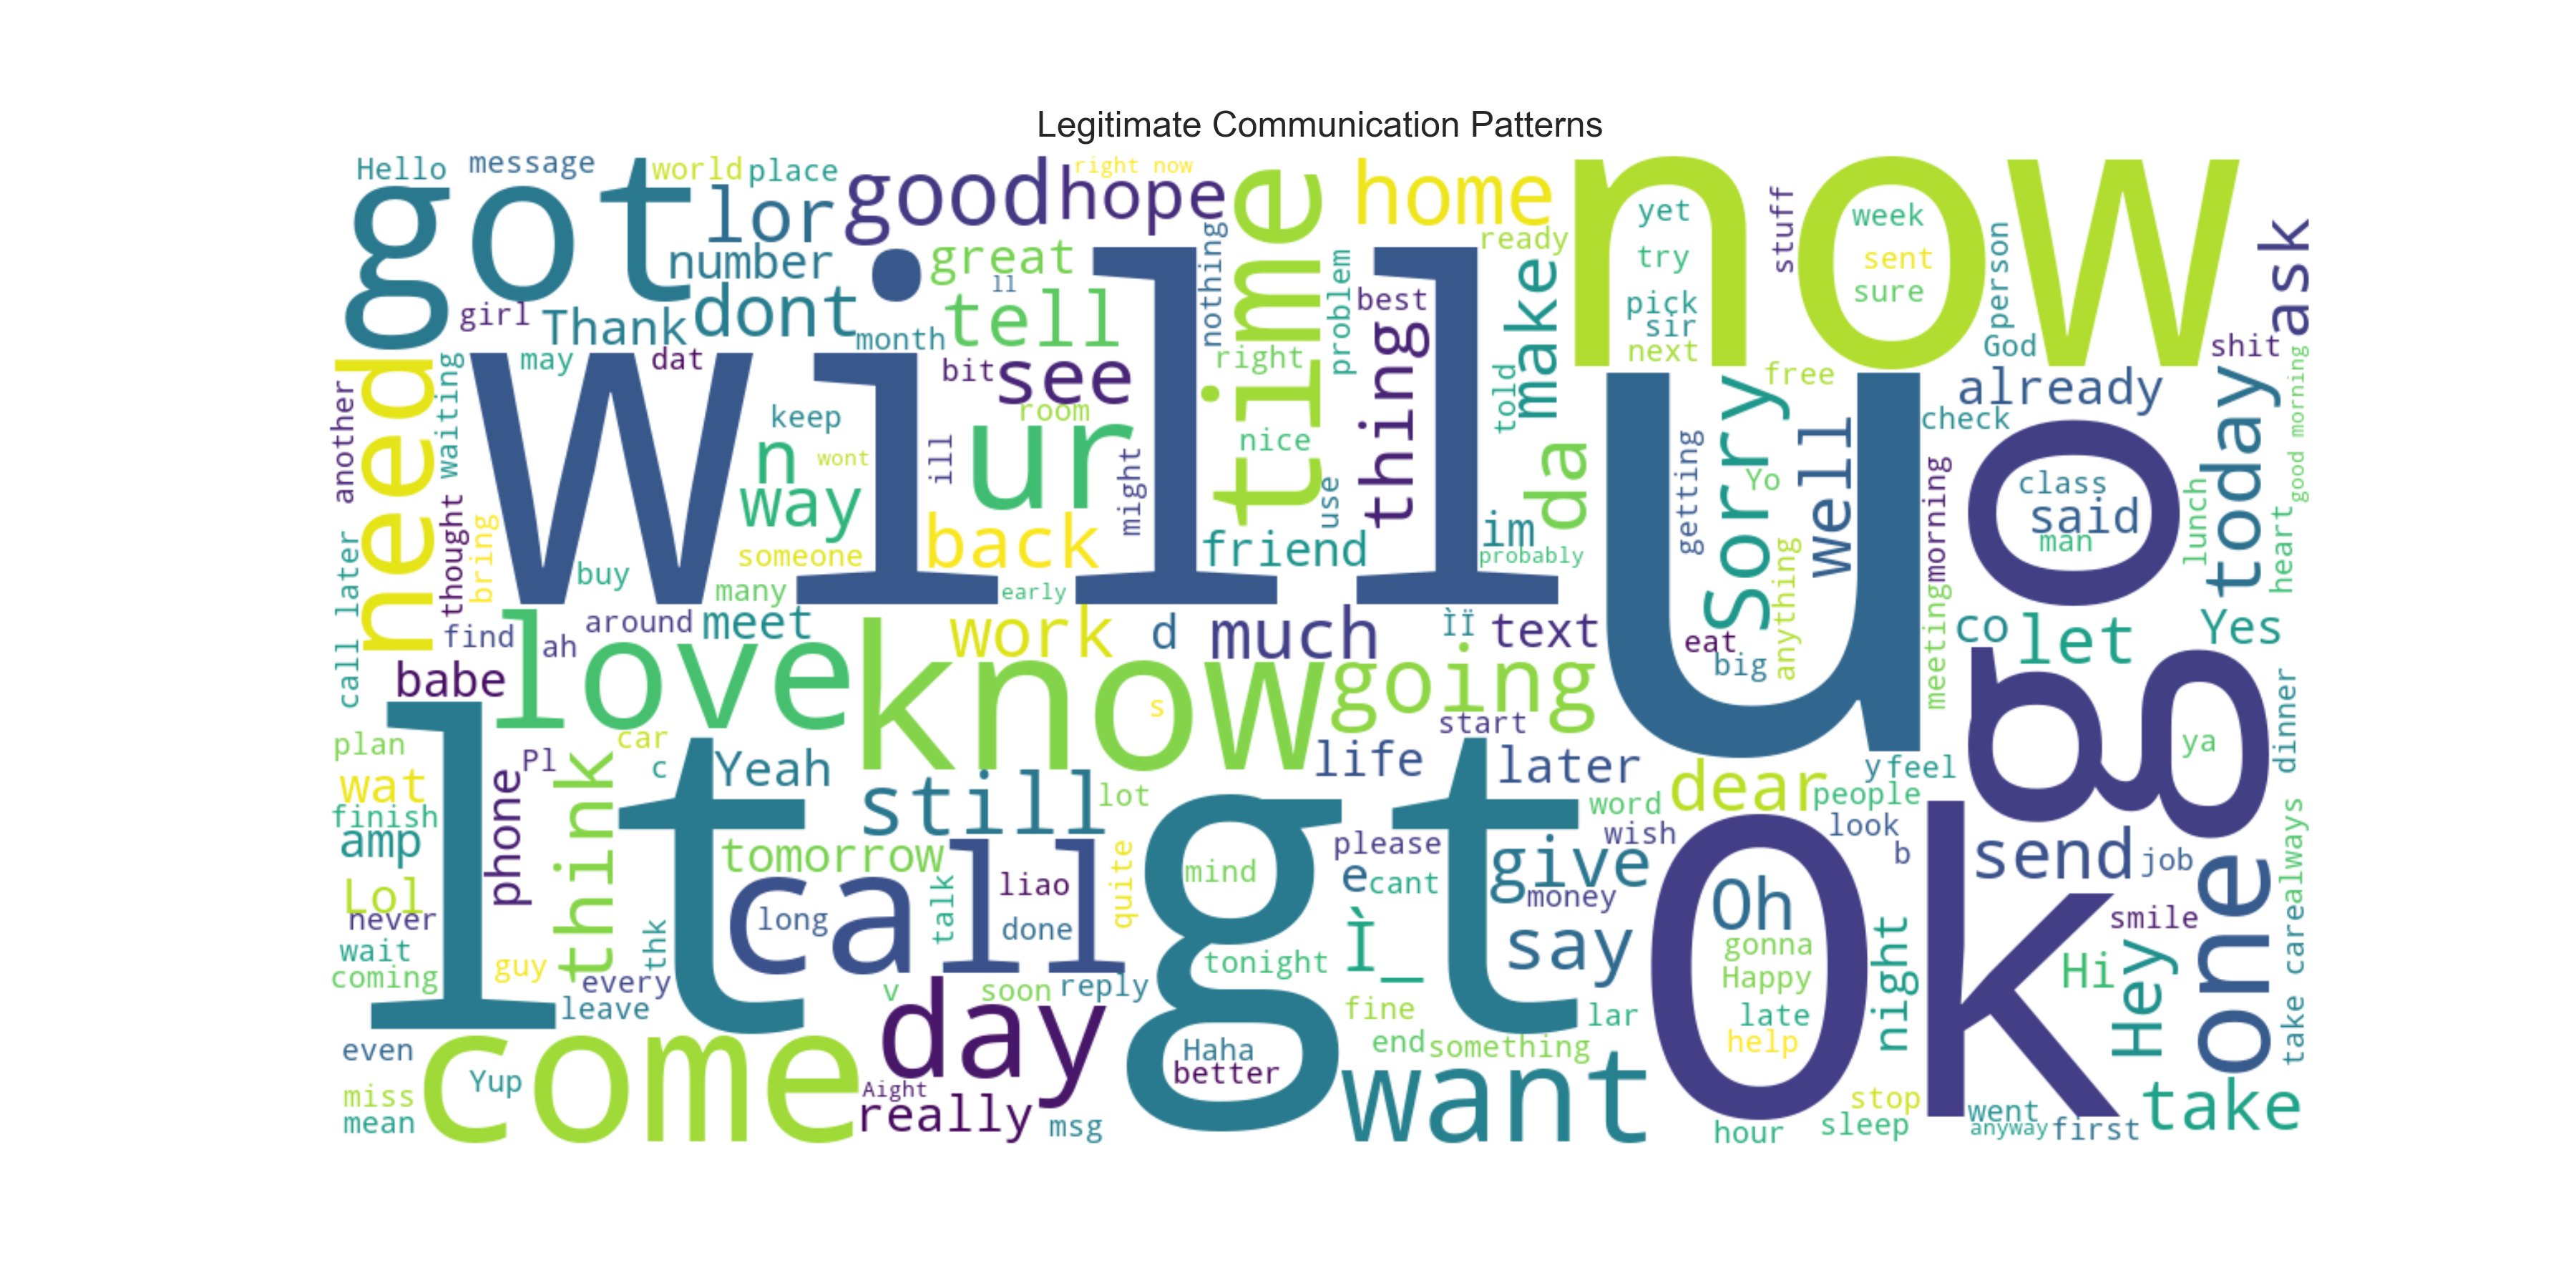 Legitimate Communication Patterns
Hello
message
world
place
got
lor
good
hope
right now
time
home
now
yet
try
pick
sir
next
week
sent
sure
stuff
person
God
ask
shit
number
great
ll
tell
nothing
problem
ready
best
make
girl
Thank
dont
month
need
another
waiting
may
dat
will
bit
see
right
thing
told
free
already
check
today
good morning
keep
room
n
wont
ill
ur
might
nice
use
da
u
getting
Sorry
Yo
well
morning
go
class
said
man
lunch
heart
way
back
someone
friend
im
probably
anything
thought
bring
buy
many
early
call later
find
ah
around
meet
love
work
d
much
ÌÏ
text
eat
big
meeting
co
let
Yes
babe
know
s
going
start
plan
car
lt
Pl
c
Yeah
think
life
later
dear
y
feel
ya
dinner
wat
finish
amp
phone
still
lot
gt
word
people
look
tomorrow
call
please
give
wish
b
Ok
send
job
one
always
Lol
never
wait
coming
guy
thk
long
talk
liao
done
quite
mind
e
cant
money
Oh
gonna
Happy
late
help
night
smile
Hi
Hey
take care
every
leave
v
soon
reply
tonight
Ì_
say
fine
lar
even
come
Yup
day
Haha
better
end
something
want
miss
mean
Aight
really
msg
hour
stop
sleep
went
anyway
first
take